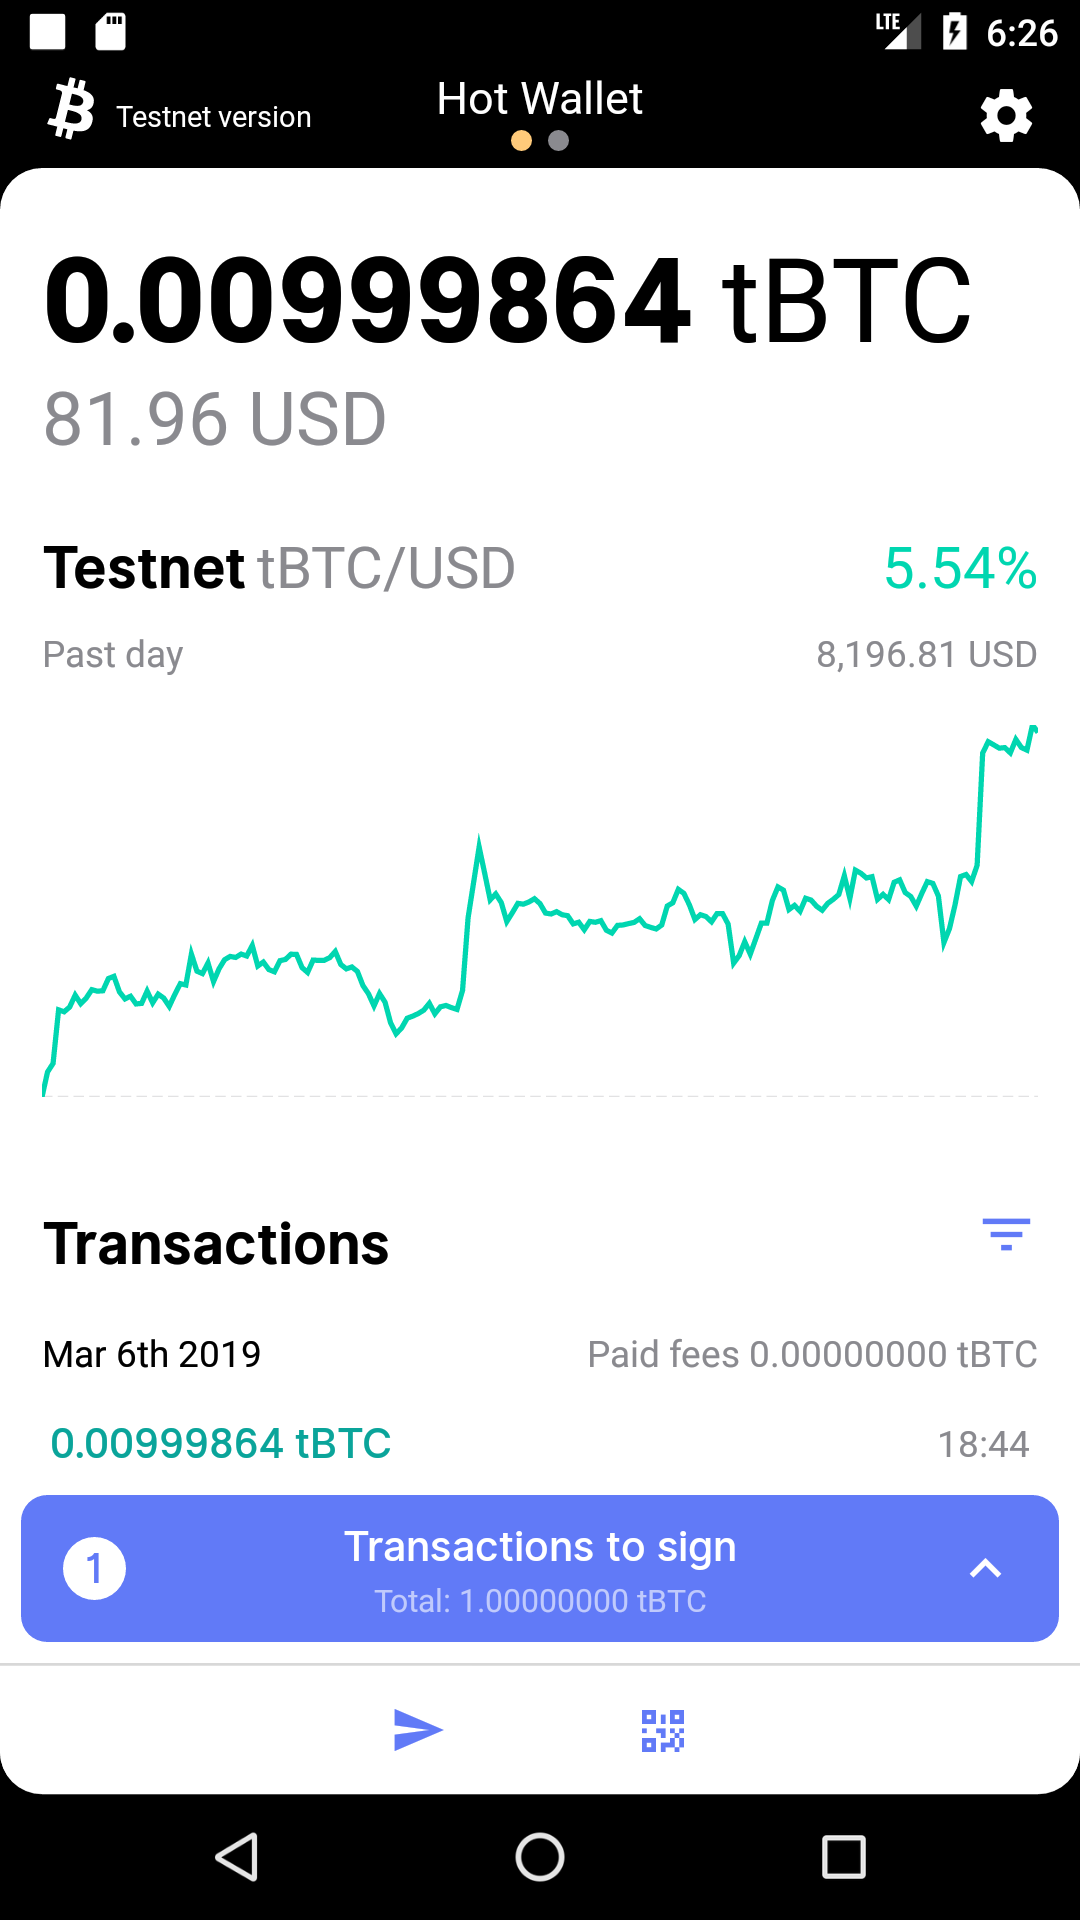 LTE 6:26
Testnet version
Hot Wallet
0.00999864 tBTC
81.96 USD
Testnet tBTC/USD 5.54%
Past day 8,196.81 USD
Transactions
Mar 6th 2019 Paid fees 0.00000000 tBTC
0.00999864 tBTC 18:44
1 Transactions to sign
Total: 1.00000000 tBTC